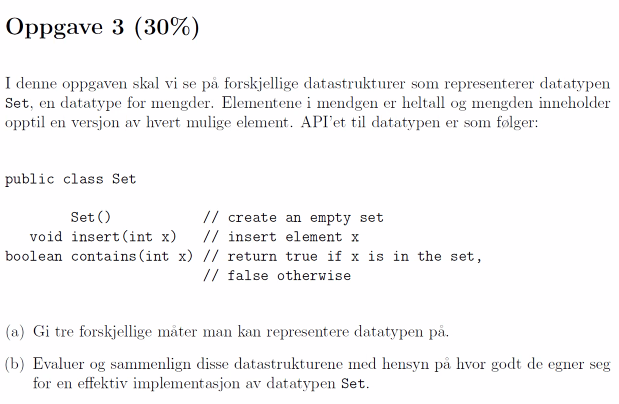 Oppgave 3 (30%)
I denne oppgaven skal vi se på forskjellige datastrukturer som representerer datatypen
Set, en datatype for mengder. Elementene i mendgen er heltall og mengden inneholder
opptil en versjon av hvert mulige element. API'et til datatypen er som følger:
public class Set
Set() // create an empty set
void insert(int x) // insert element x
boolean contains(int x) // return true if x is in the set,
// false otherwise
(a) Gi tre forskjellige måter man kan representere datatypen på.
(b) Evaluer og sammenlign disse datastrukturene med hensyn på hvor godt de egner seg
for en effektiv implementasjon av datatypen Set.